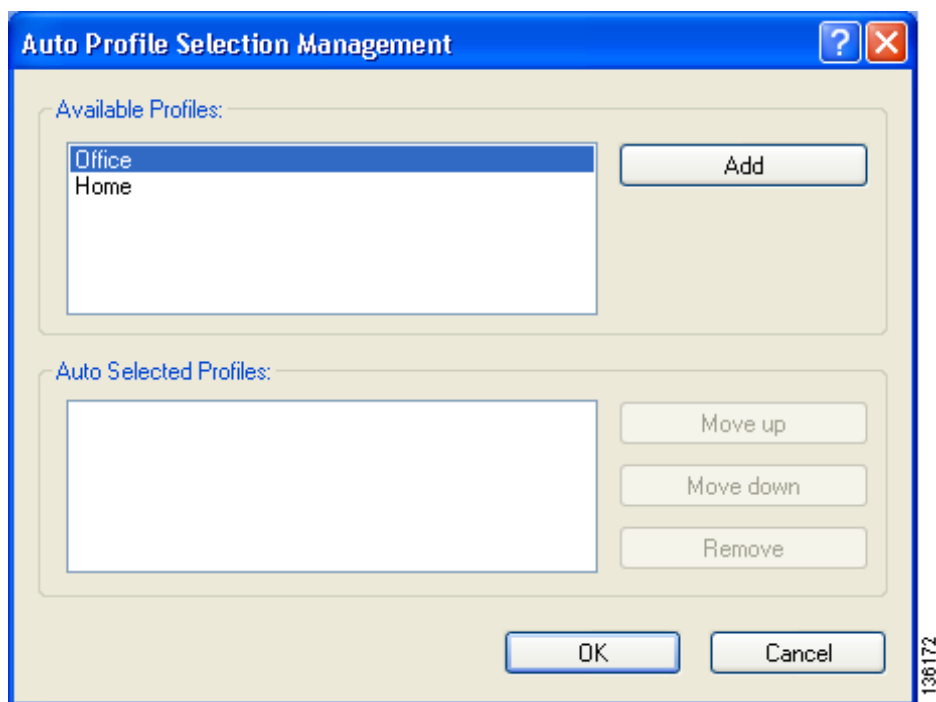 Auto Profile Selection Management
Available Profiles:
Office
Home
Add
Auto Selected Profiles:
Move up
Move down
Remove
OK
Cancel
136172